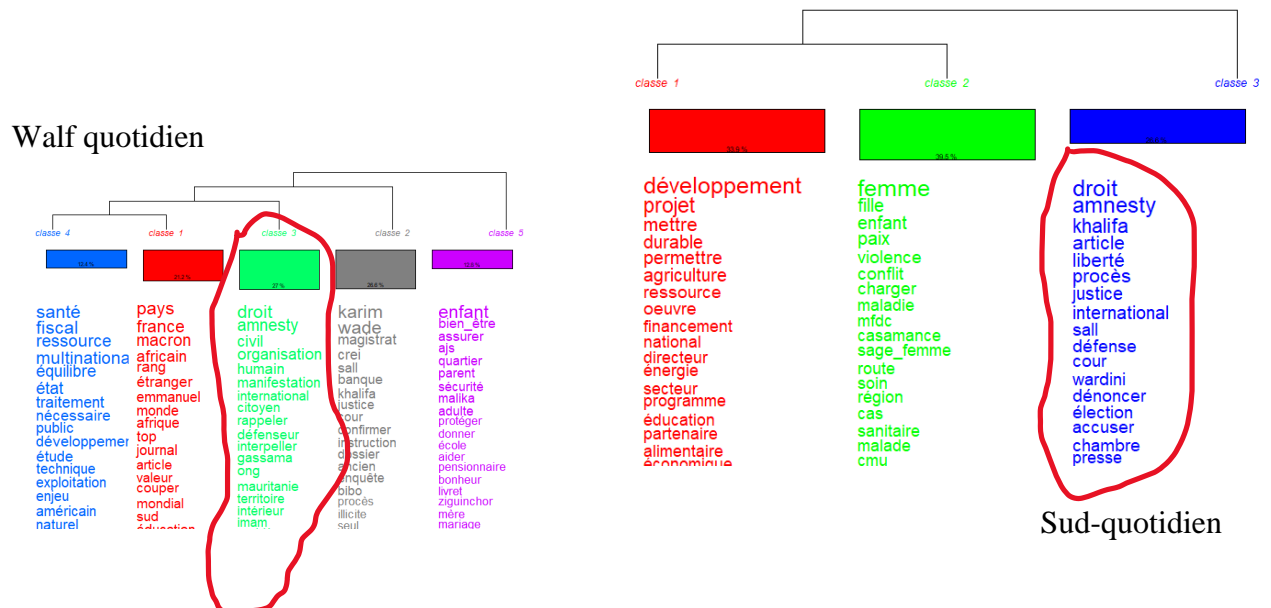 Walf quotidien
classe 4
classe 1
classe 3
classe 2
classe 5
21,2 %
27 %
santé
fiscal
ressource
multinationa
équilibre
état
traitement
nécessaire
public
développemer
étude
technique
exploitation
enjeu
américain
naturel
pays
france
macron
africain
rang
étranger
emmanuel
monde
afrique
top
journal
article
valeur
couper
mondial
sud
éducation
droit
amnesty
civil
organisation
humain
manifestation
international
citoyen
rappeler
défenseur
interpeller
gassama
ong
mauritanie
territoire
intérieur
imam
karim
wade
magistrat
crei
sall
banque
khalifa
justice
cour
confirmer
instruction
dossier
ancien
enquête
bibo
procès
illicite
seul
enfant
bien_être
assurer
ajs
quartier
parent
sécurité
malika
adulte
protéger
donner
école
aider
pensionnaire
bonheur
livret
ziguinchor
mère
mariage
classe 1
classe 2
classe 3
39.5 %
développement
projet
mettre
durable
permettre
agriculture
ressource
oeuvre
financement
national
directeur
énergie
secteur
programme
éducation
partenaire
alimentaire
économique
femme
fille
enfant
paix
violence
conflit
charger
maladie
mfdc
casamance
sage_femme
route
soin
région
cas
sanitaire
malade
cmu
droit
amnesty
khalifa
article
liberté
procès
justice
international
sall
défense
cour
wardini
dénoncer
élection
accuser
chambre
presse
Sud-quotidien